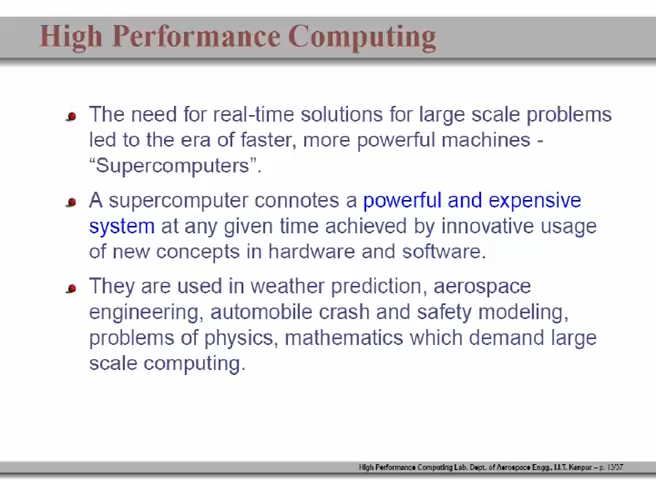 High Performance Computing
The need for real-time solutions for large scale problems
led to the era of faster, more powerful machines -
“Supercomputers”.
A supercomputer connotes a powerful and expensive
system at any given time achieved by innovative usage
of new concepts in hardware and software.
They are used in weather prediction, aerospace
engineering, automobile crash and safety modeling,
problems of physics, mathematics which demand large
scale computing.
High Performance Computing Lab. Dept. of Aerospace Engg., I.I.T. Kanpur – p. 13/37